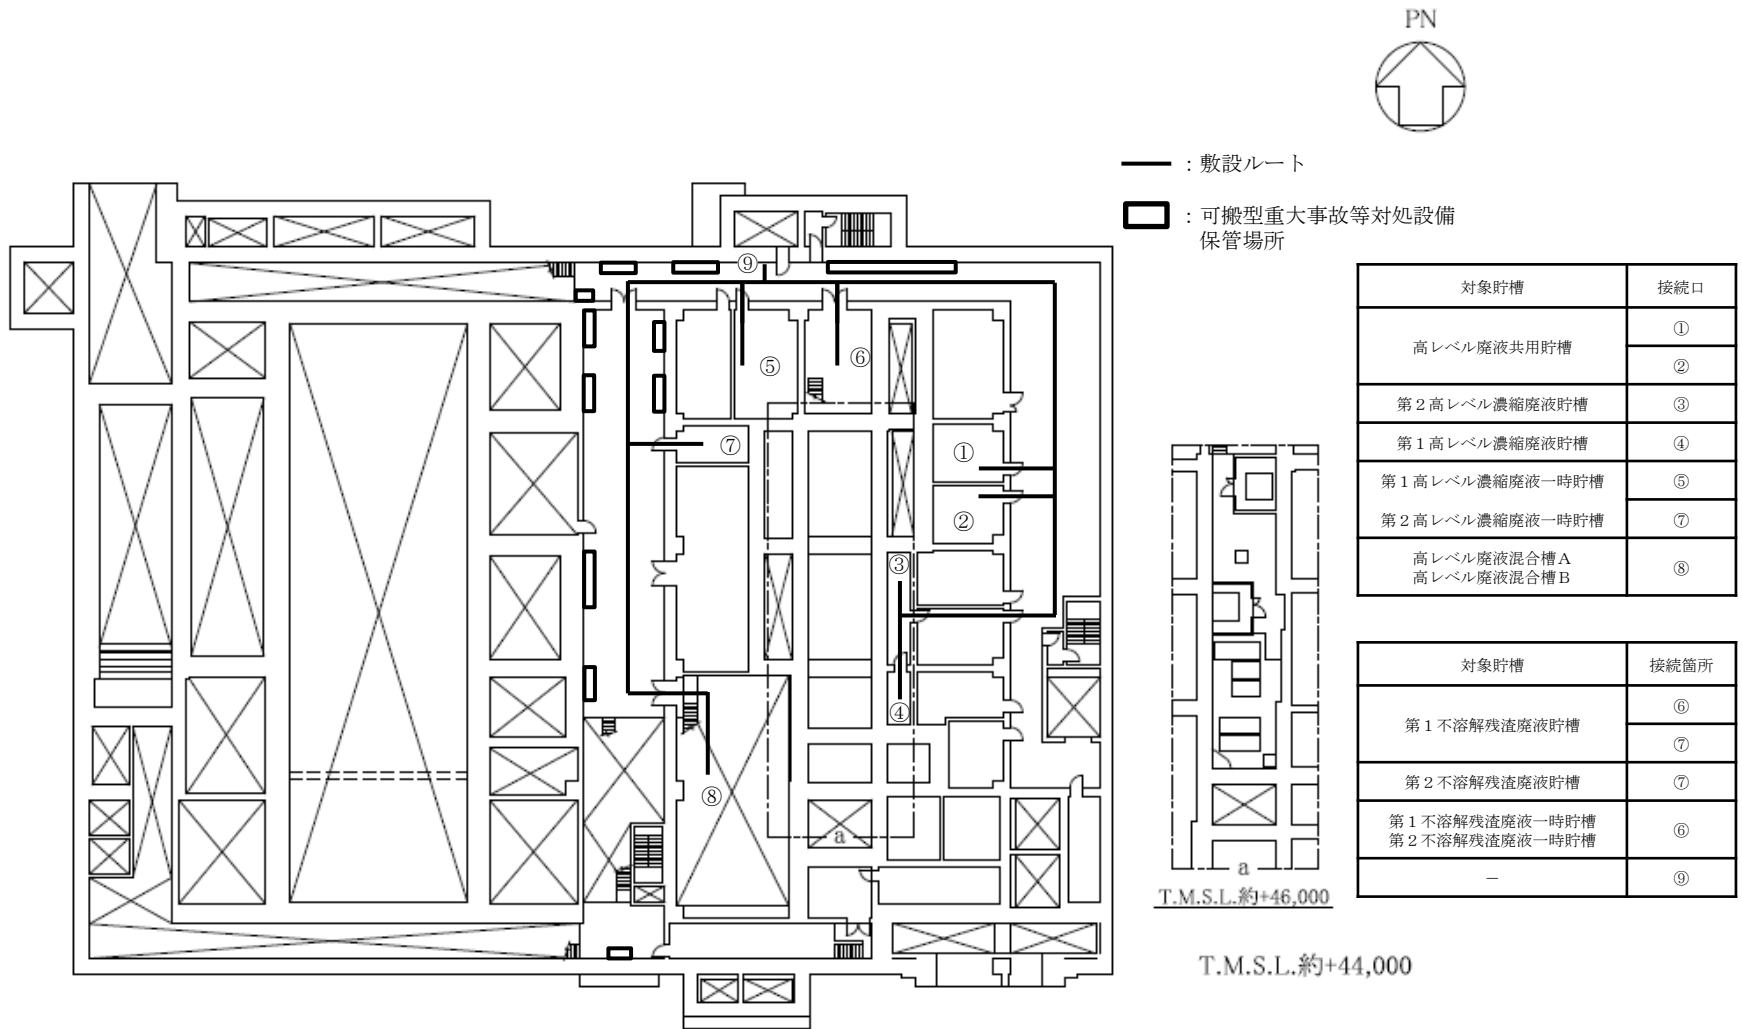 PN
: 敷設ルート
: 可搬型重大事故等対処設備
保管場所
⑨
⑤
⑥
⑦
①
②
③
④
⑧
a
a
T.M.S.L.約+46,000
T.M.S.L.約+44,000
対象貯槽 接続口
高レベル廃液共用貯槽 ①
②
第2高レベル濃縮廃液貯槽 ③
第1高レベル濃縮廃液貯槽 ④
第1高レベル濃縮廃液一時貯槽 ⑤
第2高レベル濃縮廃液一時貯槽 ⑦
高レベル廃液混合槽A
高レベル廃液混合槽B ⑧
対象貯槽 接続箇所
第1不溶解残渣廃液貯槽 ⑥
⑦
第2不溶解残渣廃液貯槽 ⑦
第1不溶解残渣廃液一時貯槽
第2不溶解残渣廃液一時貯槽 ⑥
－ ⑨